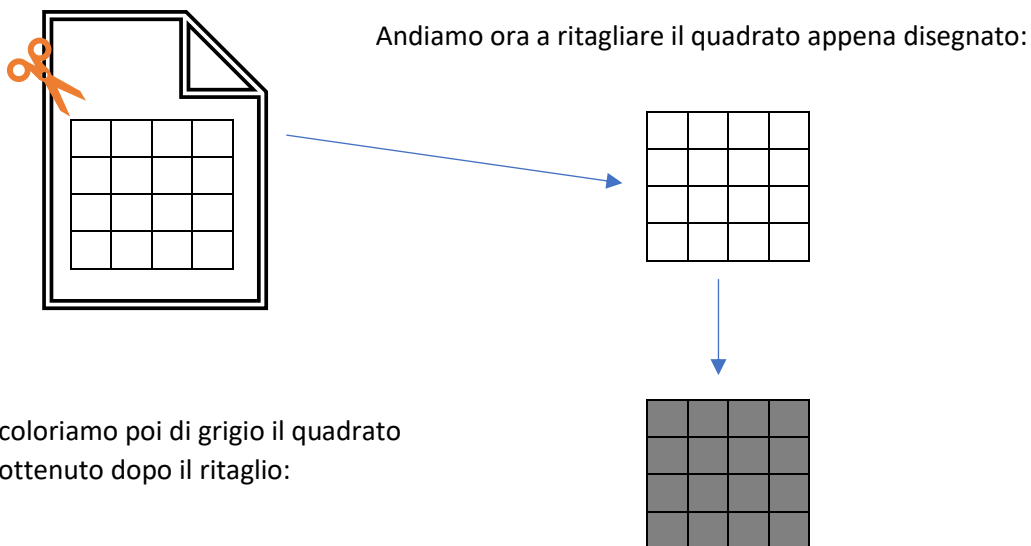 Andiamo ora a ritagliare il quadrato appena disegnato:
coloriamo poi di grigio il quadrato
ottenuto dopo il ritaglio: